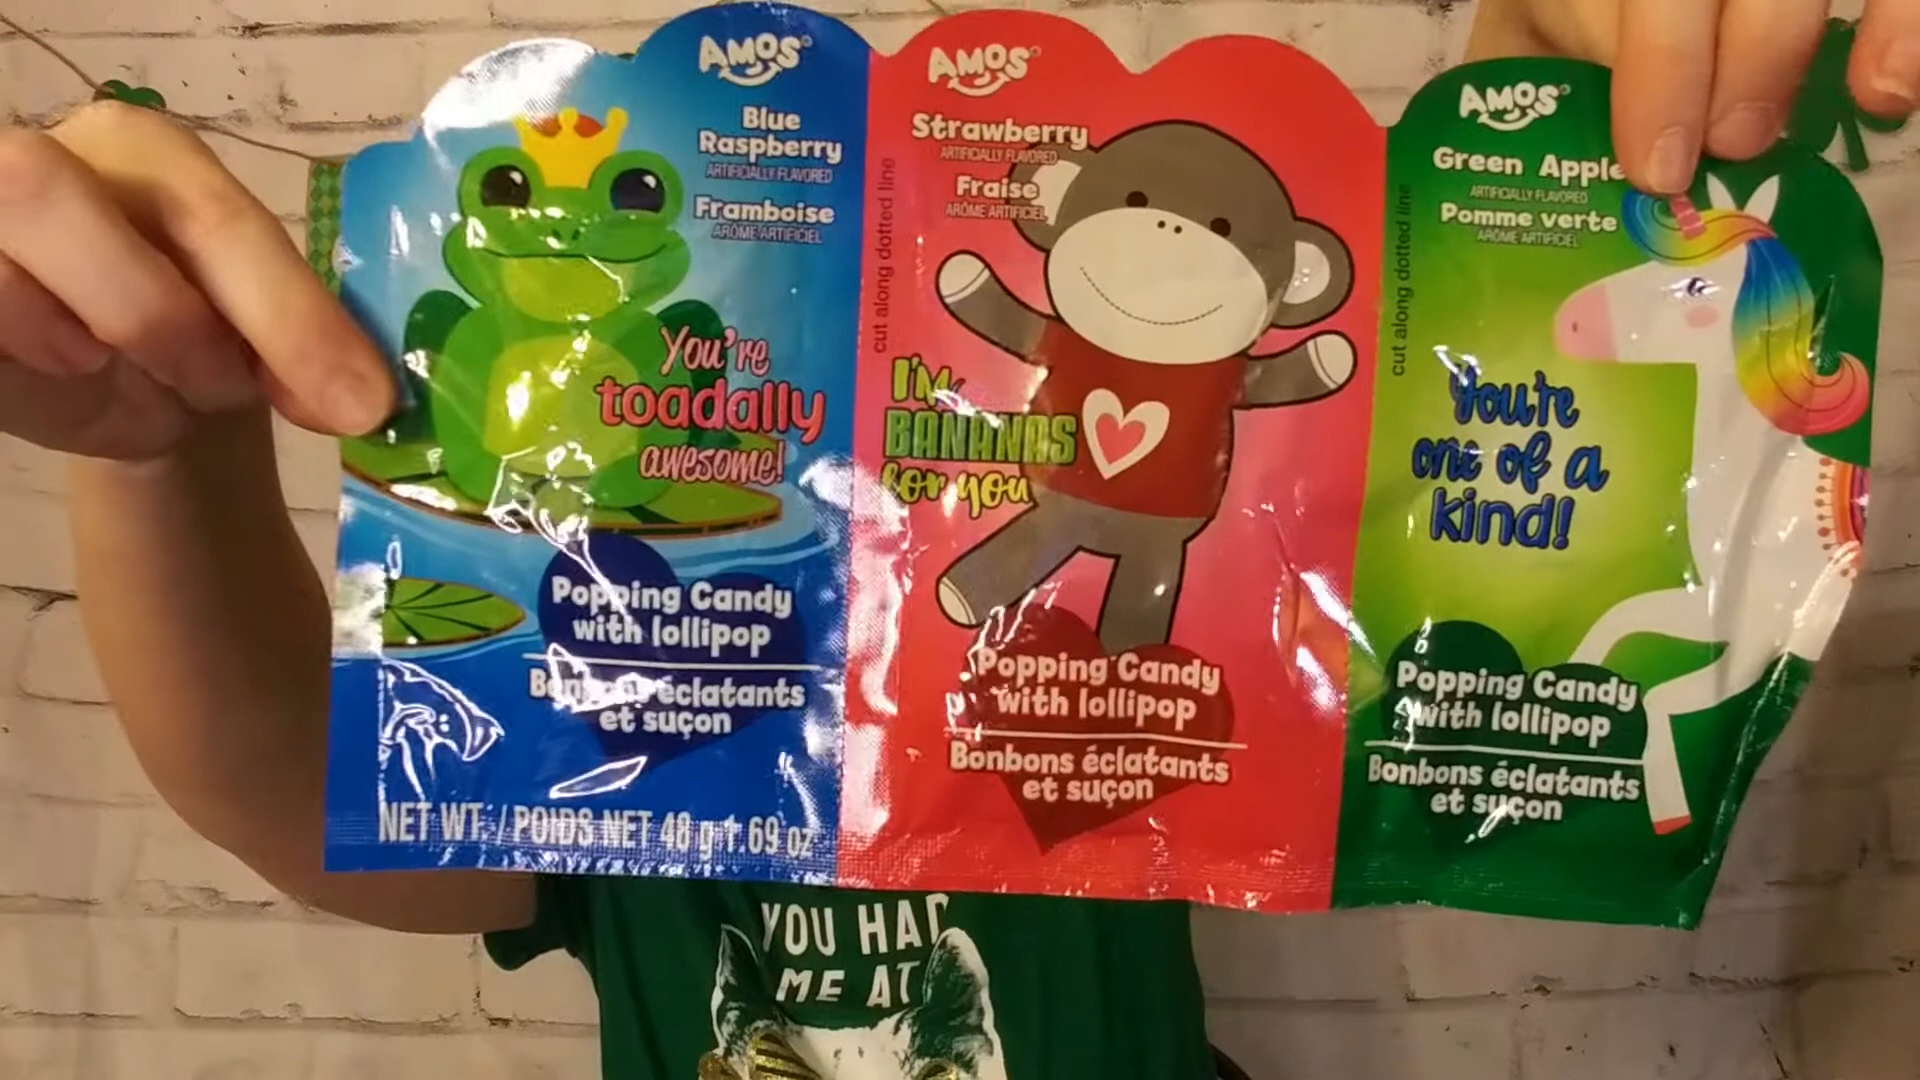 AMOS
Blue
Raspberry
ARTIFICIALLY FLAVORED
Framboise
ARÔME ARTIFICIEL
You're
toadally
awesome!
Popping Candy
with lollipop
éclatants
et suçon
NET WT. / POIDS NET 48 g 1.69 oz
cut along dotted line
AMOS
Strawberry
ARTIFICIALLY FLAVORED
Fraise
ARÔME ARTIFICIEL
I'M
BANANAS
for you
Popping Candy
with lollipop
Bonbons éclatants
et suçon
cut along dotted line
AMOS
Green Apple
ARTIFICIALLY FLAVORED
Pomme verte
ARÔME ARTIFICIEL
You're
one of a
kind!
Popping Candy
with lollipop
Bonbons éclatants
et suçon
YOU HAD
ME AT